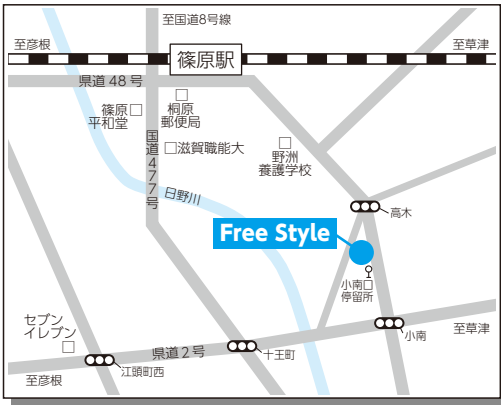 至国道8号線
至彦根
至草津
篠原駅
県道48号
篠原
平和堂
桐原
郵便局
国道477号
滋賀職能大
野洲
養護学校
日野川
高木
Free Style
小南
停留所
セブン
イレブン
県道2号
十王町
小南
至草津
江頭町西
至彦根